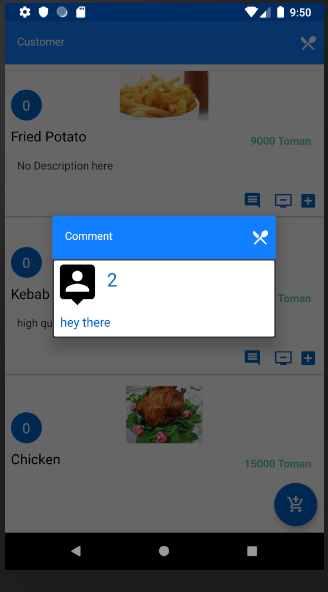 9:50
Customer
0
Fried Potato
9000 Toman
No Description here
Comment
2
hey there
0
Kebab
Toman
high qu
0
Chicken
15000 Toman